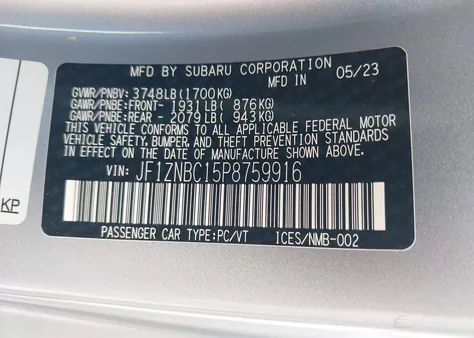 MFD BY SUBARU CORPORATION
MFD IN 05/23
GVWR/PNBV: 3748LB(1700KG)
GAWR/PNBE:FRONT- 1931LB( 876KG)
GAWR/PNBE:REAR - 2079LB( 943KG)
THIS VEHICLE CONFORMS TO ALL APPLICABLE FEDERAL MOTOR
VEHICLE SAFETY, BUMPER, AND THEFT PREVENTION STANDARDS
IN EFFECT ON THE DATE OF MANUFACTURE SHOWN ABOVE.
VIN: JF1ZNBC15P8759916
PASSENGER CAR TYPE:PC/VT 1CES/NMB-002
KP